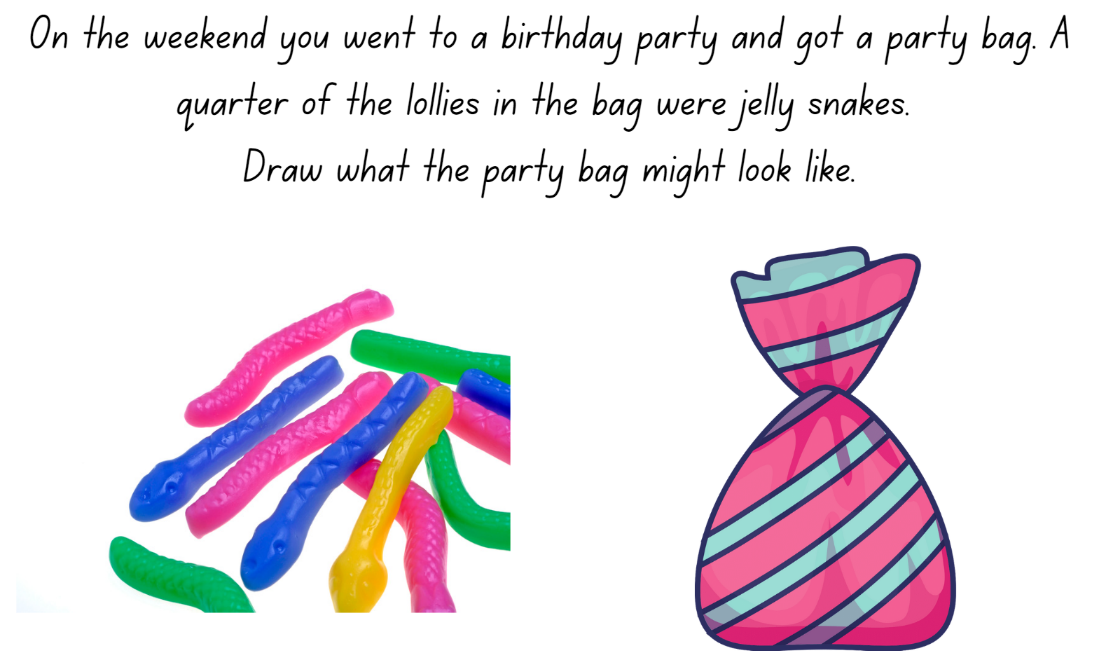 On the weekend you went to a birthday party and got a party bag. A
quarter of the lollies in the bag were jelly snakes.
Draw what the party bag might look like.